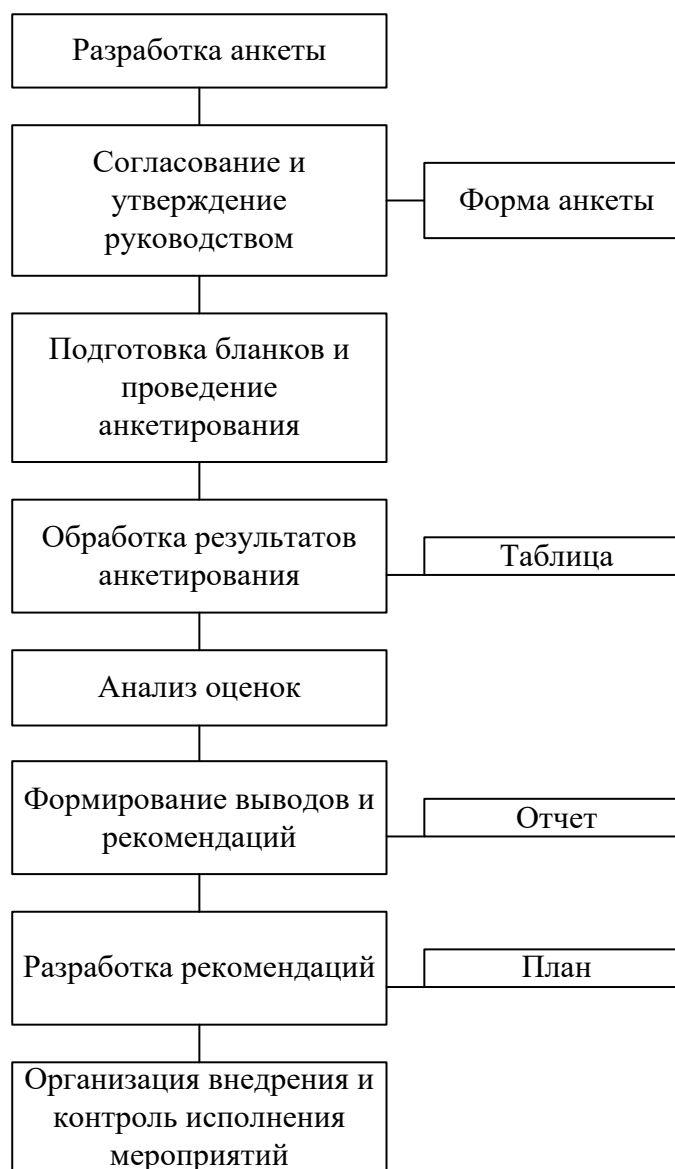 Разработка анкеты
Согласование и
утверждение
руководством
Форма анкеты
Подготовка бланков и
проведение
анкетирования
Обработка результатов
анкетирования
Таблица
Анализ оценок
Формирование выводов и
рекомендаций
Отчет
Разработка рекомендаций
План
Организация внедрения и
контроль исполнения
мероприятий